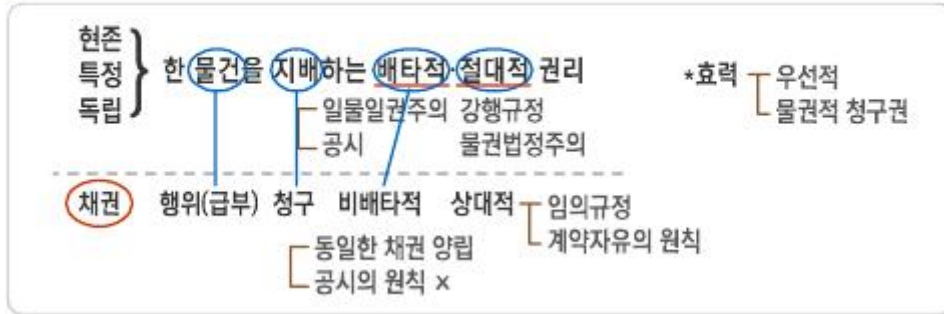 현존
특정
독립
한 물건을 지배하는 배타적·절대적 권리
*효력
우선적
물권적 청구권
일물일권주의 강행규정
공시 물권법정주의
채권 행위(급부) 청구 비배타적 상대적
임의규정
계약자유의 원칙
동일한 채권 양립
공시의 원칙 ×